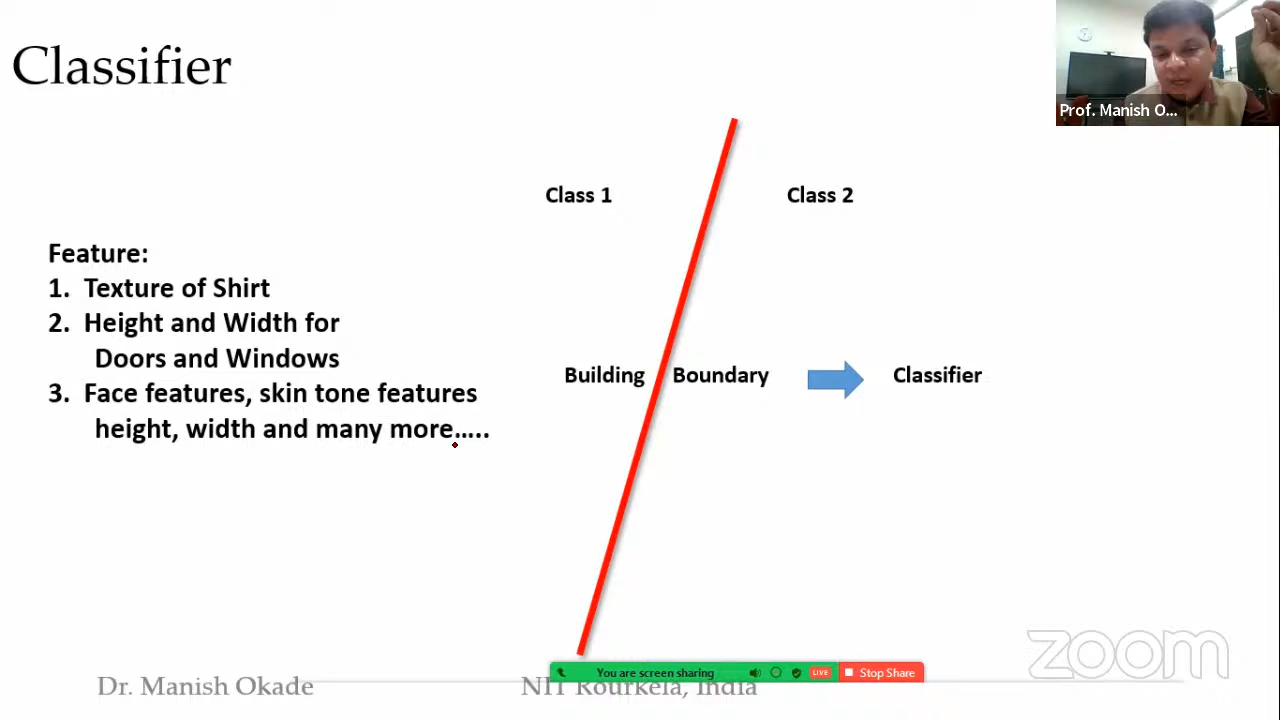 Classifier
Prof. Manish O...
Class 1
Class 2
Feature:
1. Texture of Shirt
2. Height and Width for
Doors and Windows
3. Face features, skin tone features
height, width and many more.....
Building
Boundary
Classifier
zoom
You are screen sharing
LIVE
Stop Share
Dr. Manish Okade
NIT Rourkela, India